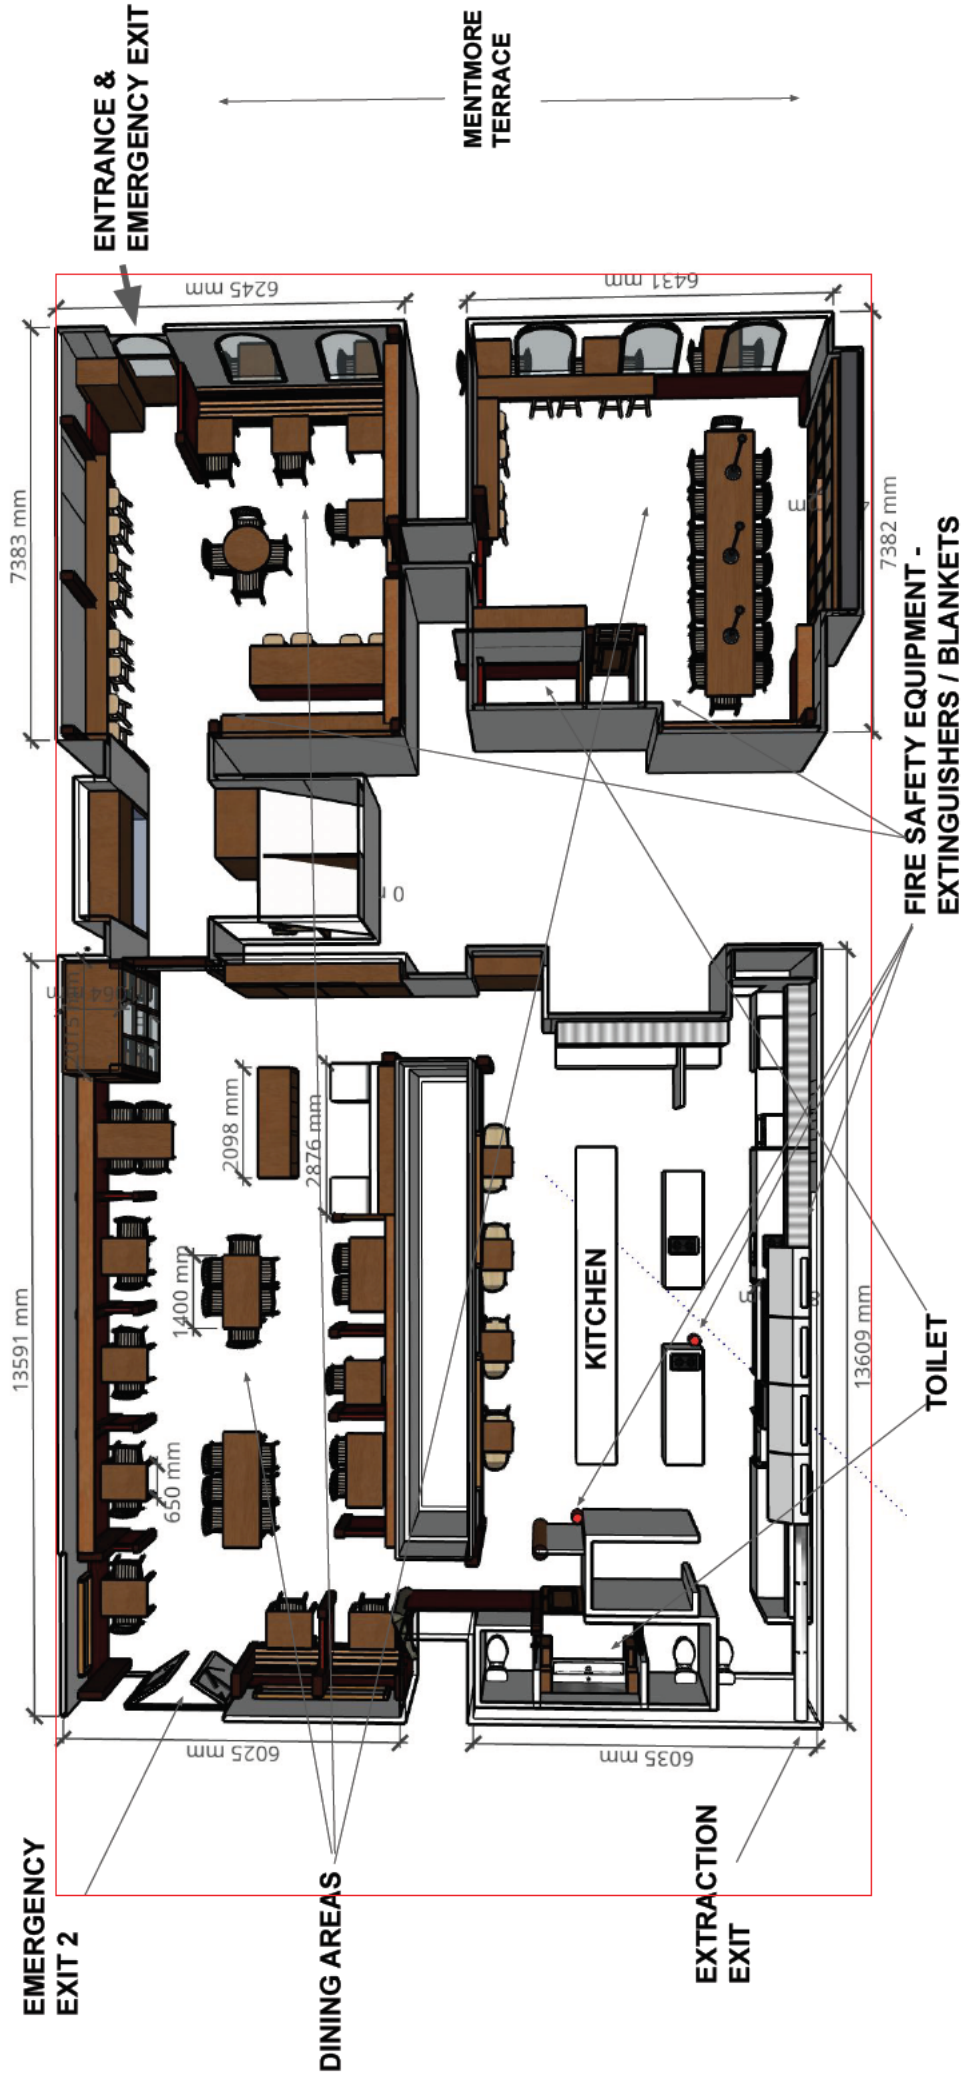 ENTRANCE &
EMERGENCY EXIT
MENTMORE
TERRACE
6245 mm
6431 mm
7383 mm
7382 mm
FIRE SAFETY EQUIPMENT -
EXTINGUISHERS / BLANKETS
13591 mm
2098 mm
2876 mm
1400 mm
650 mm
KITCHEN
13609 mm
TOILET
6025 mm
6035 mm
EMERGENCY
EXIT 2
DINING AREAS
EXTRACTION
EXIT